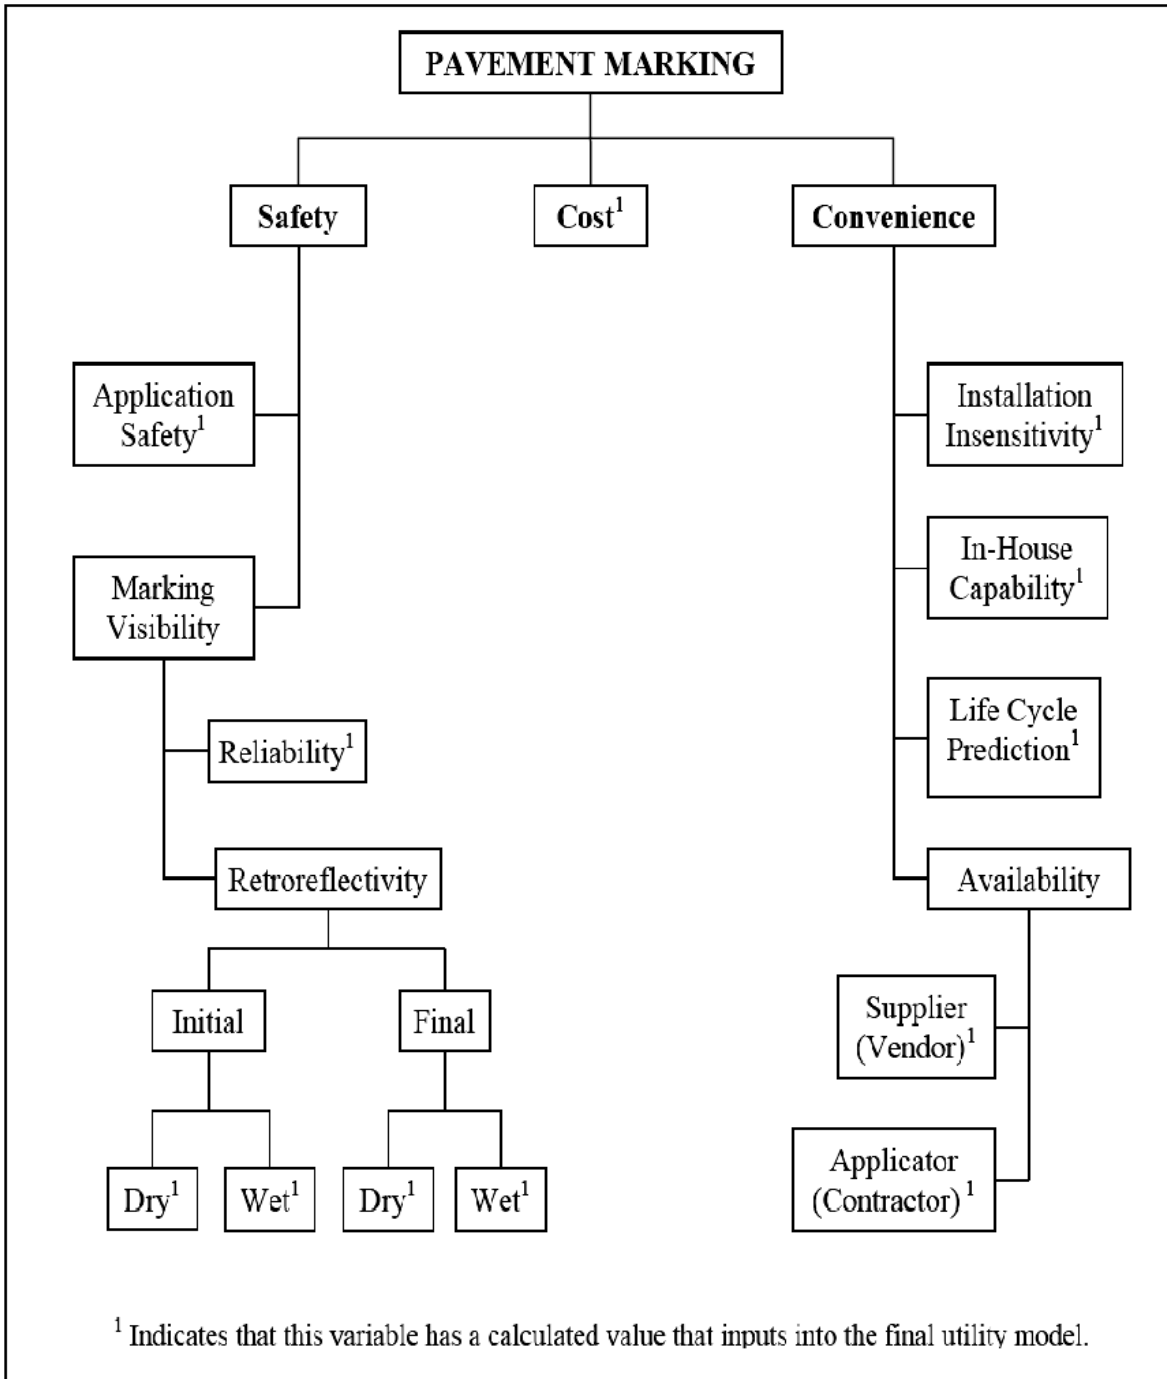 PAVEMENT MARKING
Safety
Cost¹
Convenience
Application
Safety¹
Marking
Visibility
Reliability¹
Retroreflectivity
Initial
Final
Dry¹
Wet¹
Dry¹
Wet¹
Installation
Insensitivity¹
In-House
Capability¹
Life Cycle
Prediction¹
Availability
Supplier
(Vendor)¹
Applicator
(Contractor) ¹
¹ Indicates that this variable has a calculated value that inputs into the final utility model.